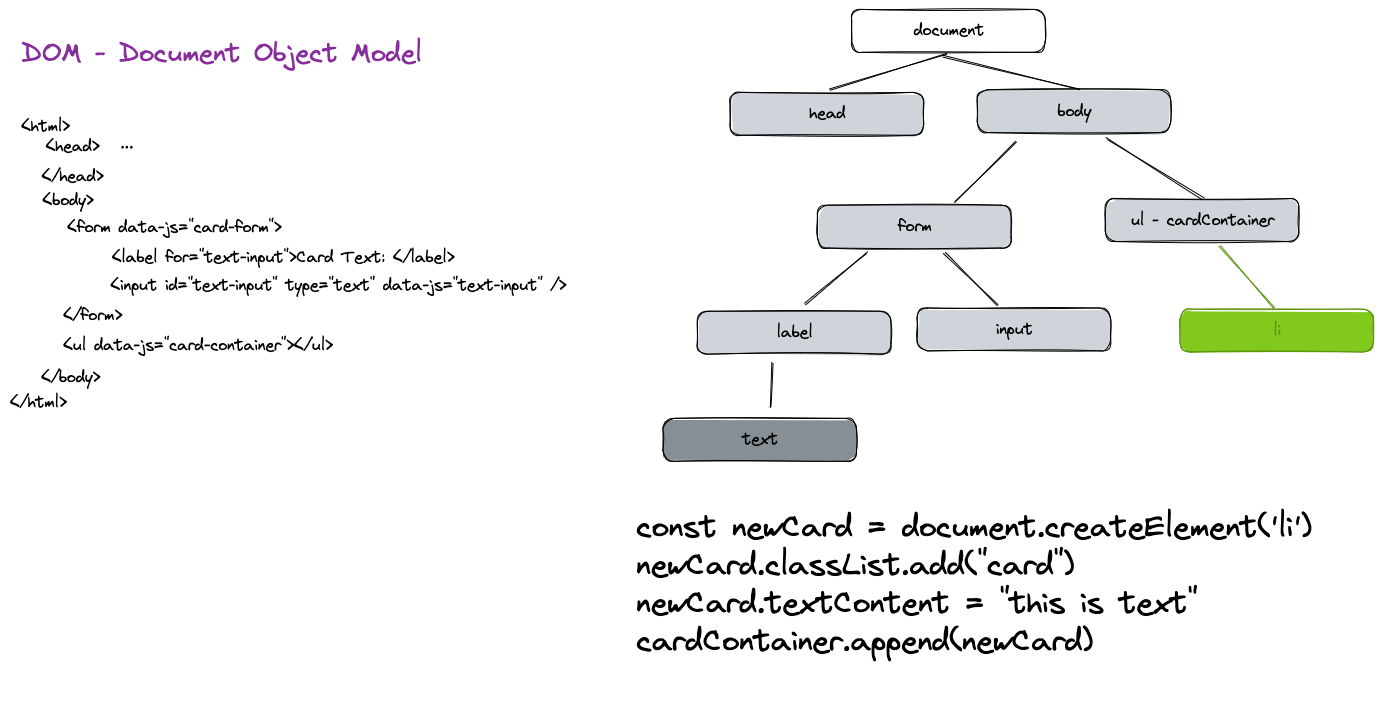 DOM - Document Object Model
<html>
<head> ...
</head>
<body>
<form data-js="card-form">
<label for="text-input">Card Text: </label>
<input id="text-input" type="text" data-js="text-input" />
</form>
<ul data-js="card-container"></ul>
</body>
</html>
document
head
body
form
ul - cardContainer
label
input
li
text
const newCard = document.createElement('li')
newCard.classList.add("card")
newCard.textContent = "this is text"
cardContainer.append(newCard)